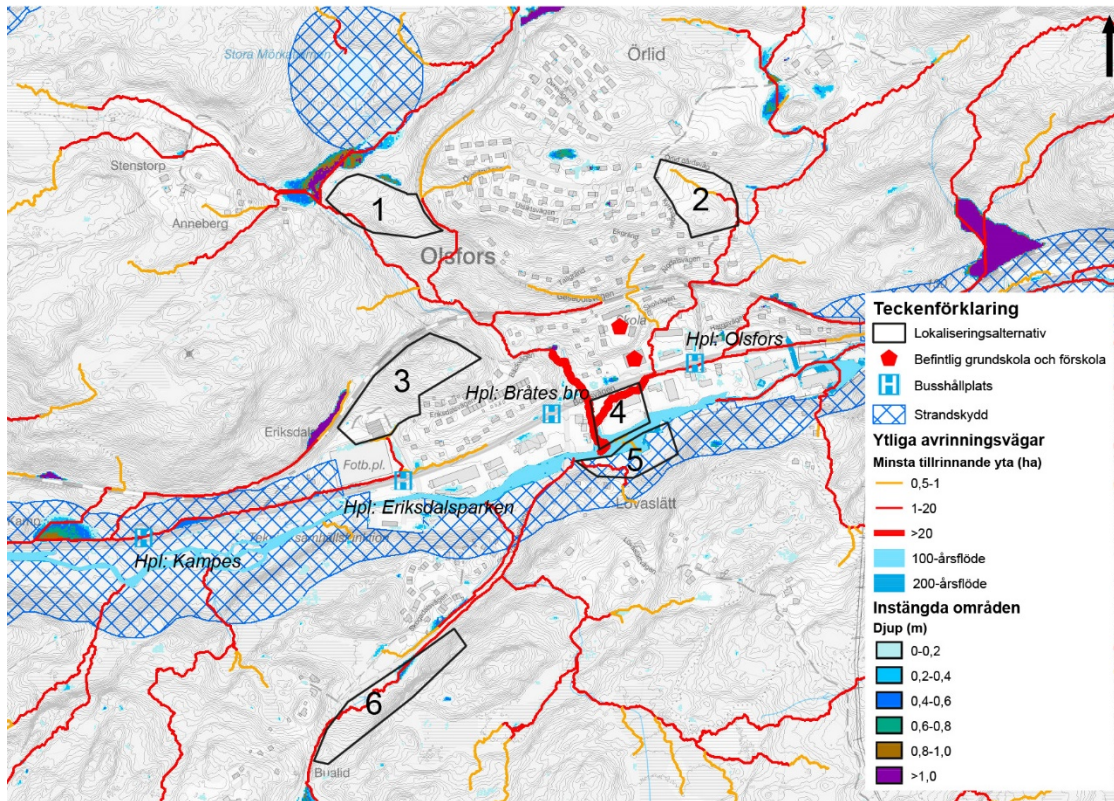 Örlid
Stenstorp
Anneberg
1
2
Olsfors
Skola
Hpl: Olsfors
3
Hpl: Bråtes bro
4
Eriksdal
5
Fotb.pl.
Lövaslätt
Hpl: Eriksdalsparken
Hpl: Kampes
6
Bualid
Teckenförklaring
Lokaliseringsalternativ
Befintlig grundskola och förskola
H Busshållplats
Strandskydd
Ytliga avrinningsvägar
Minsta tillrinnande yta (ha)
0,5-1
1-20
>20
100-årsflöde
200-årsflöde
Instängda områden
Djup (m)
0-0,2
0,2-0,4
0,4-0,6
0,6-0,8
0,8-1,0
>1,0